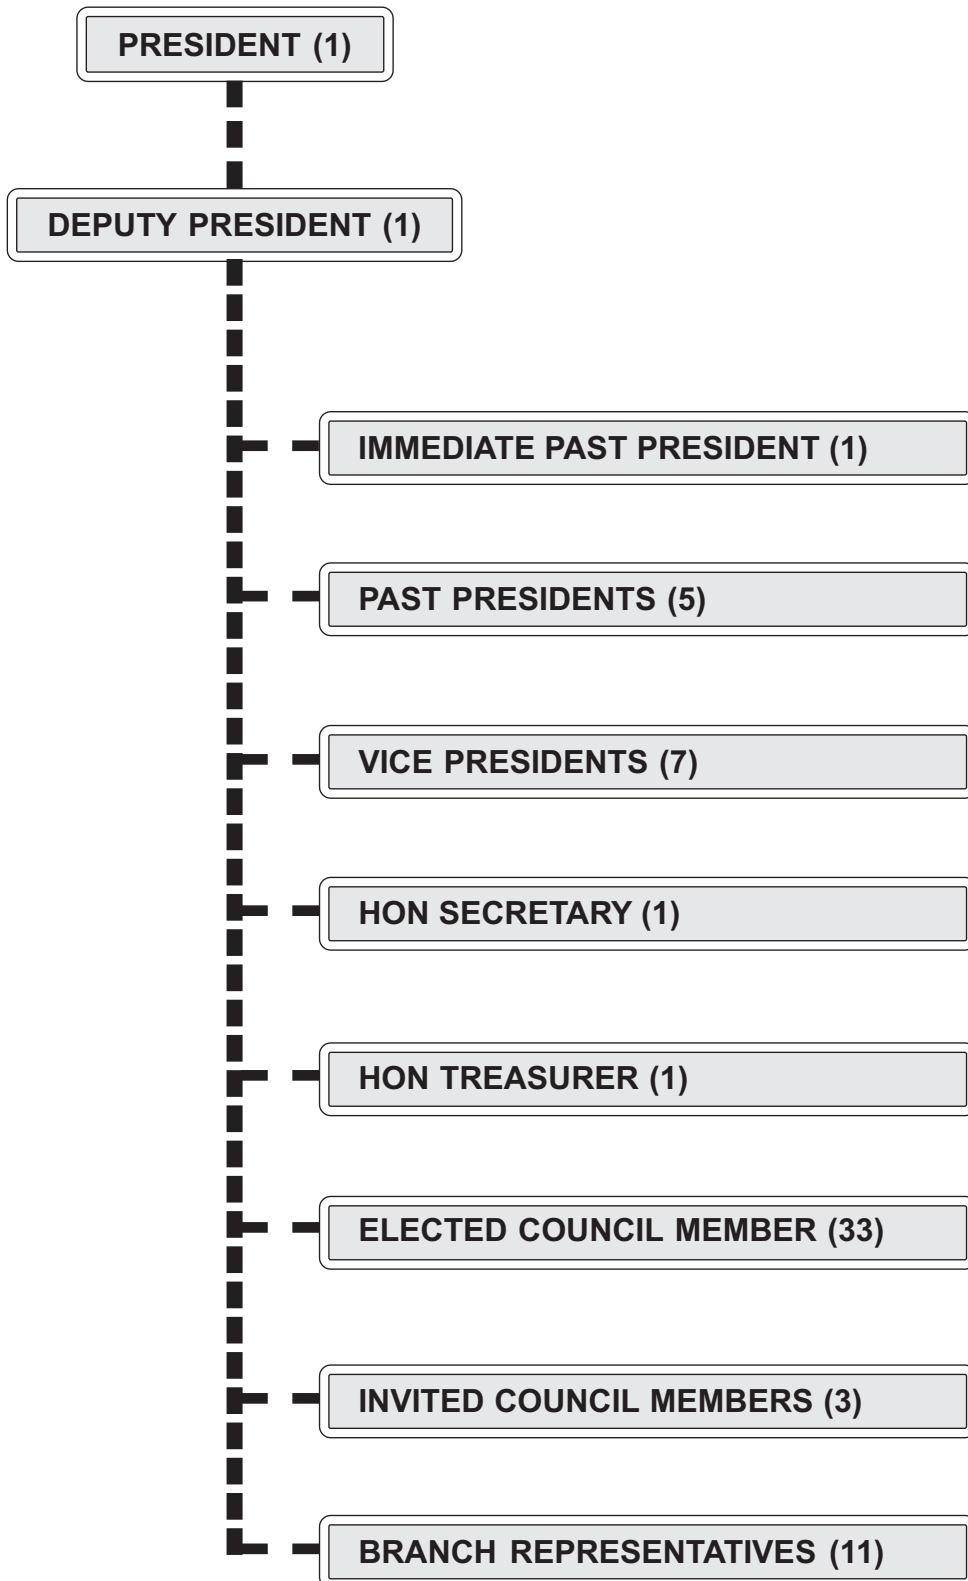 PRESIDENT (1)
DEPUTY PRESIDENT (1)
IMMEDIATE PAST PRESIDENT (1)
PAST PRESIDENTS (5)
VICE PRESIDENTS (7)
HON SECRETARY (1)
HON TREASURER (1)
ELECTED COUNCIL MEMBER (33)
INVITED COUNCIL MEMBERS (3)
BRANCH REPRESENTATIVES (11)